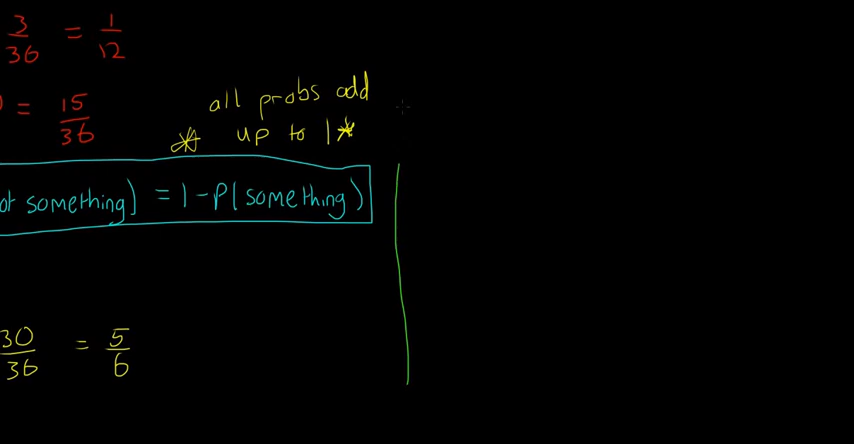 3/36 = 1/12
) = 15/36
all probs add
* up to 1*
ot something) = 1 - P(something)
30/36 = 5/6